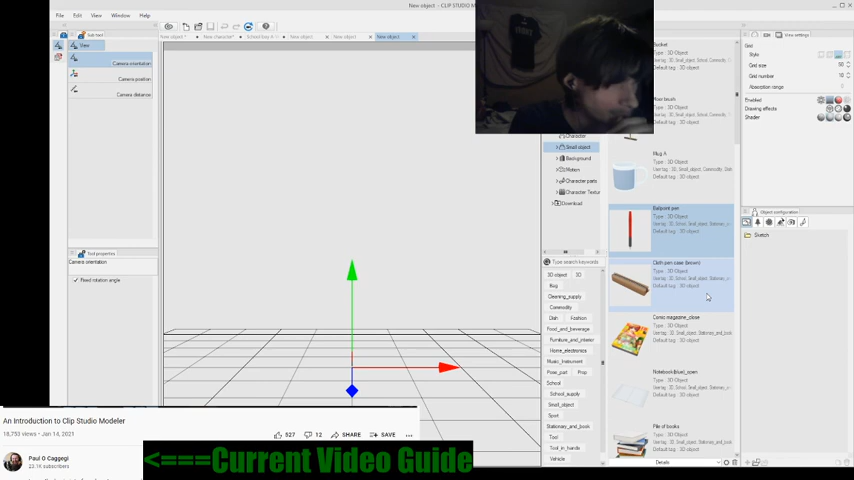 New object - CLIP STUDIO M
File
Edit
View
Window
Help
Sub tool
New object
New character
New object
New object
New object
View
Camera orientation
Camera position
Camera distance
Tool properties
Camera orientation
Fixed rotation angle
Character
Small object
Background
Motion
Character parts
Character Textur
Download
Type search keywords
3D object
3D
Bag
Cleaning_supply
Commodity
Dish
Fashion
Food_and_beverage
Furniture_and_interior
Home_electronics
Music_Instrument
Pose_part
Prop
School
School_supply
Small_object
Sport
Stationary_and_book
Tool
Tool_in_hands
Vehicle
Bucket
Type : 3D-Object
Default tag : 3D object
Type : 3D-Object
Default tag : 3D object
Mug A
Type : 3D-Object
Default tag : 3D object
Ballpoint pen
Type : 3D-Object
Default tag : 3D object
Cloth pen case (brown)
Type : 3D-Object
Default tag : 3D object
Comic magazine_close
Type : 3D-Object
Default tag : 3D object
Notebook(blue)_open
Type : 3D-Object
Default tag : 3D object
Pile of books
Type : 3D-Object
Default tag : 3D object
Details
View settings
Grid
Style
Grid size
50
Grid number
10
Absorption range
Enabled
Drawing effects
Shader
Object configuration
Sketch
An Introduction to Clip Studio Modeler
18,753 views • Jan 14, 2021
527
12
SHARE
SAVE
Paul O Caggegi
23.1K subscribers
<===Current Video Guide